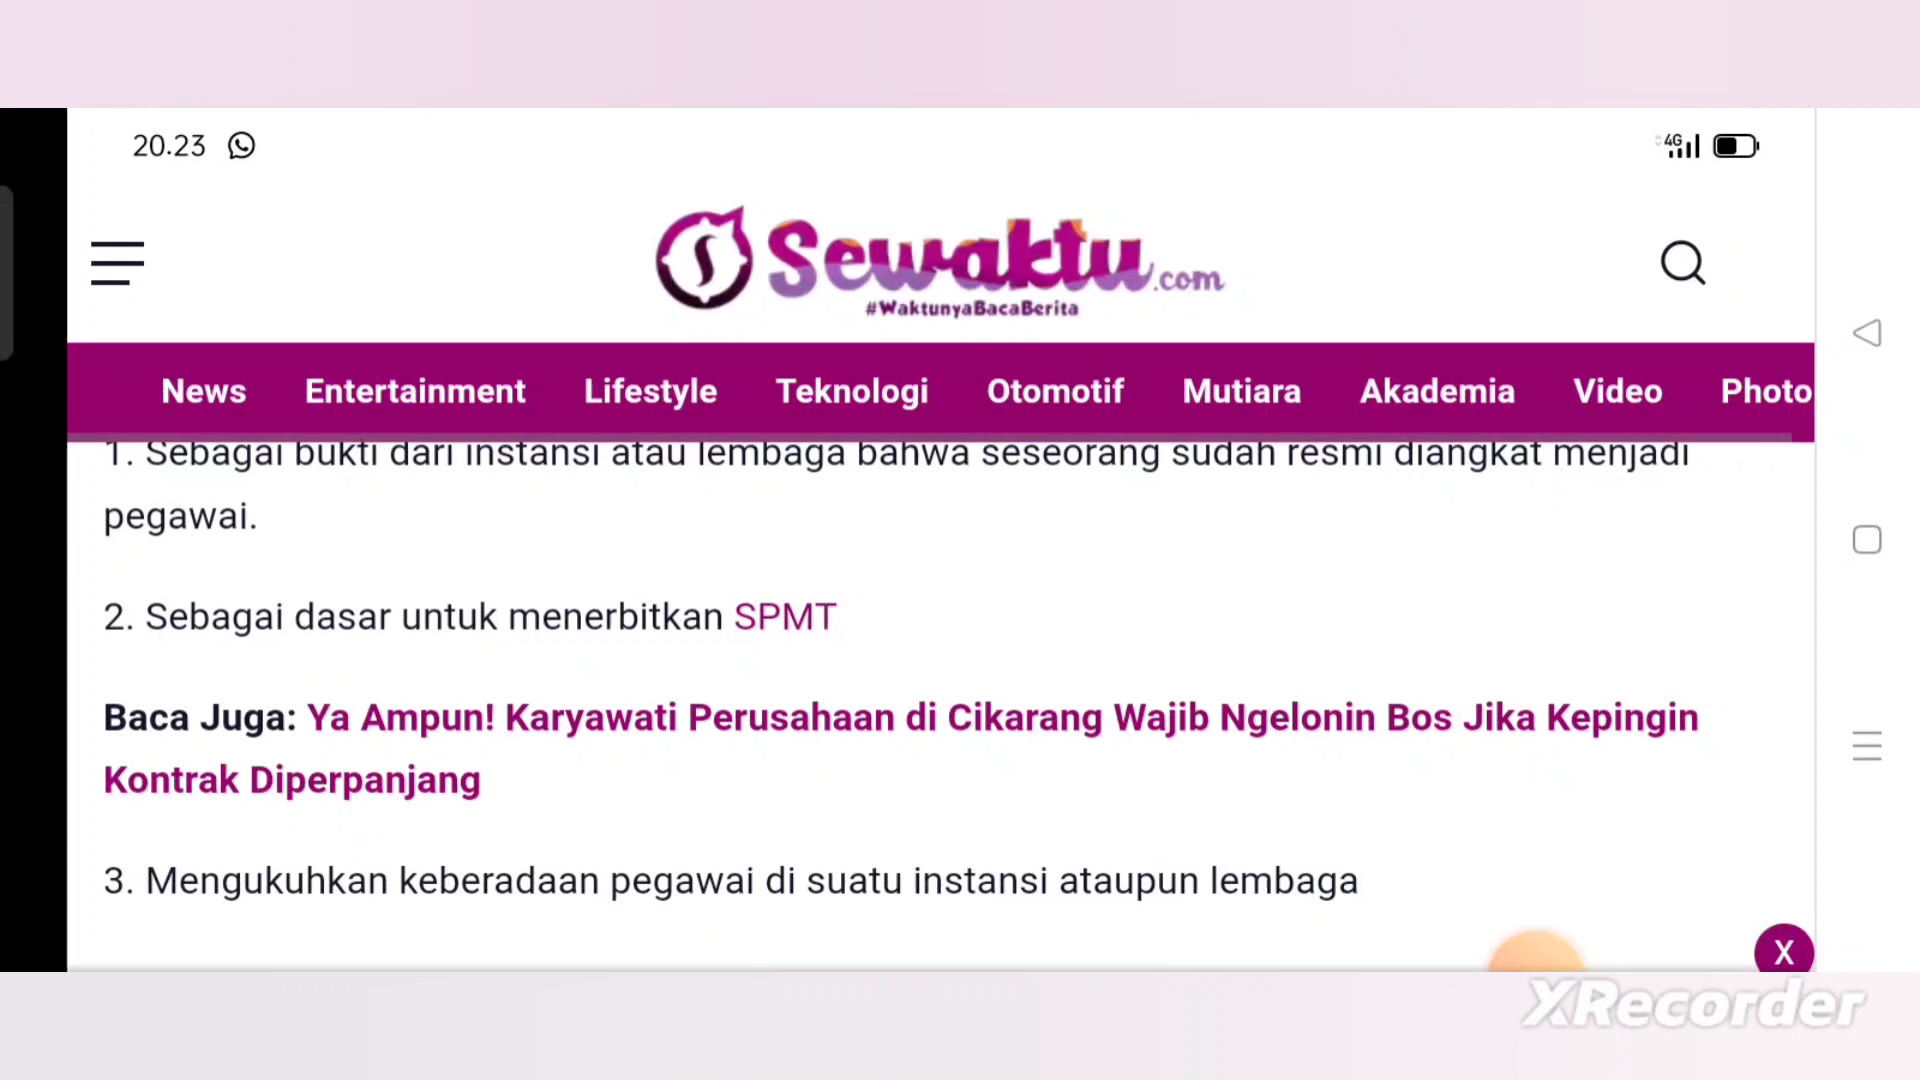 20.23
4G
Sewaktu.com
#WaktunyaBacaBerita
News Entertainment Lifestyle Teknologi Otomotif Mutiara Akademia Video Photo
1. Sebagai bukti dari instansi atau lembaga bahwa seseorang sudah resmi diangkat menjadi
pegawai.
2. Sebagai dasar untuk menerbitkan SPMT
Baca Juga: Ya Ampun! Karyawati Perusahaan di Cikarang Wajib Ngelonin Bos Jika Kepingin
Kontrak Diperpanjang
3. Mengukuhkan keberadaan pegawai di suatu instansi ataupun lembaga
X
XRecorder